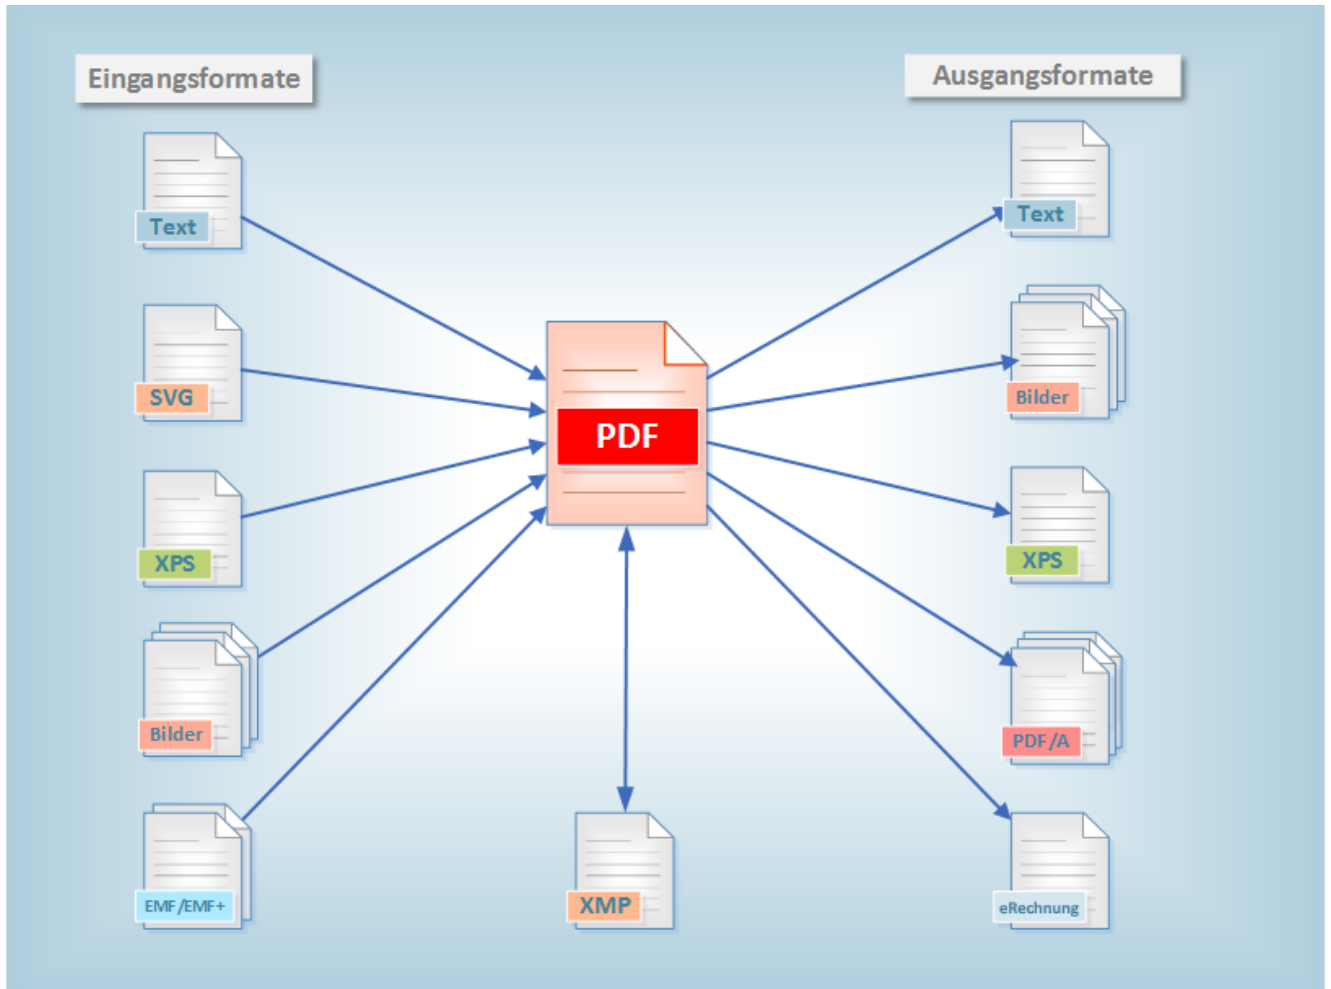 Eingangsformate
Ausgangsformate
Text
Text
SVG
Bilder
PDF
XPS
XPS
Bilder
PDF/A
EMF/EMF+
XMP
eRechnung